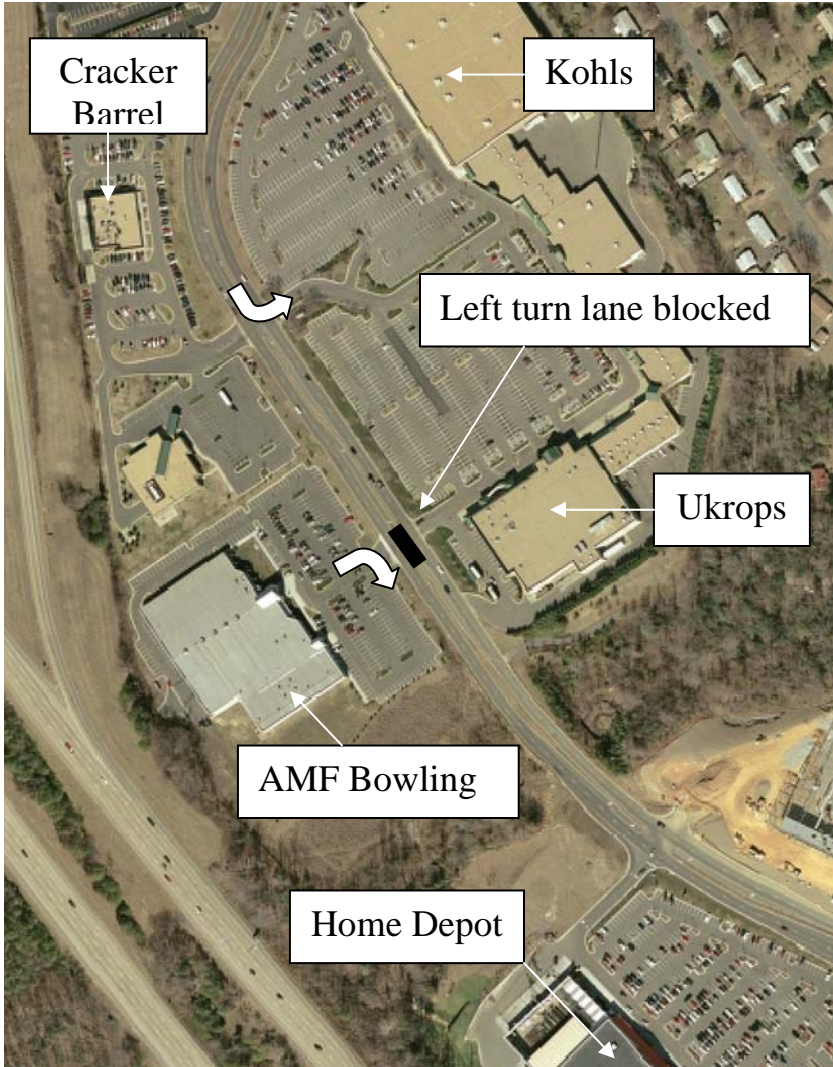 Cracker
Barrel
Kohls
Left turn lane blocked
Ukrops
AMF Bowling
Home Depot